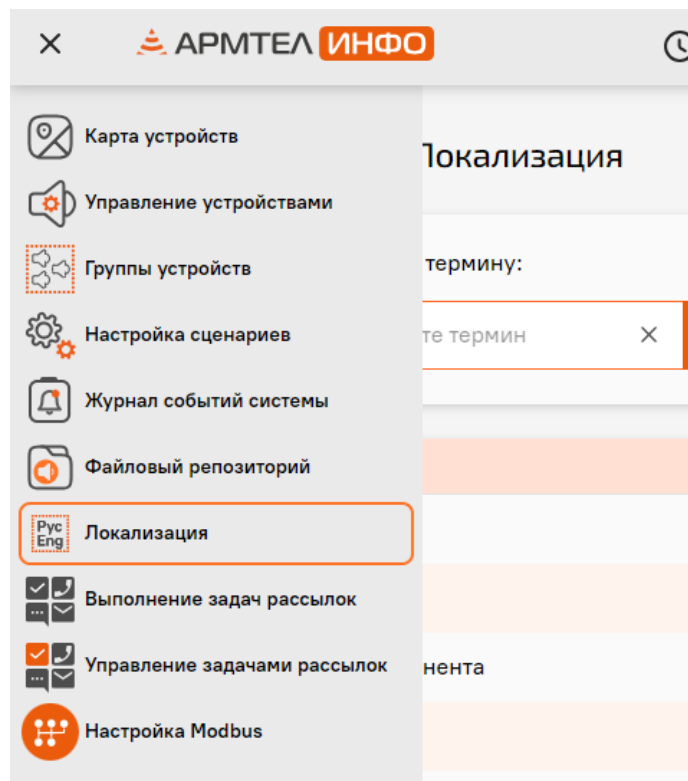 АРМТЕЛ ИНФО
Карта устройств
Локализация
Управление устройствами
Группы устройств
термину:
Настройка сценариев
те термин
Журнал событий системы
Файловый репозиторий
Рус
Eng
Локализация
Выполнение задач рассылок
Управление задачами рассылок
нента
Настройка Modbus